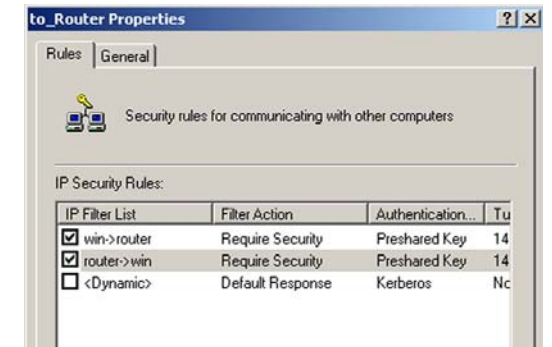 to_Router Properties
Rules General
Security rules for communicating with other computers
IP Security Rules:
IP Filter List Filter Action Authentication... Tu
win->router Require Security Preshared Key 14
router->win Require Security Preshared Key 14
<Dynamic> Default Response Kerberos Nc